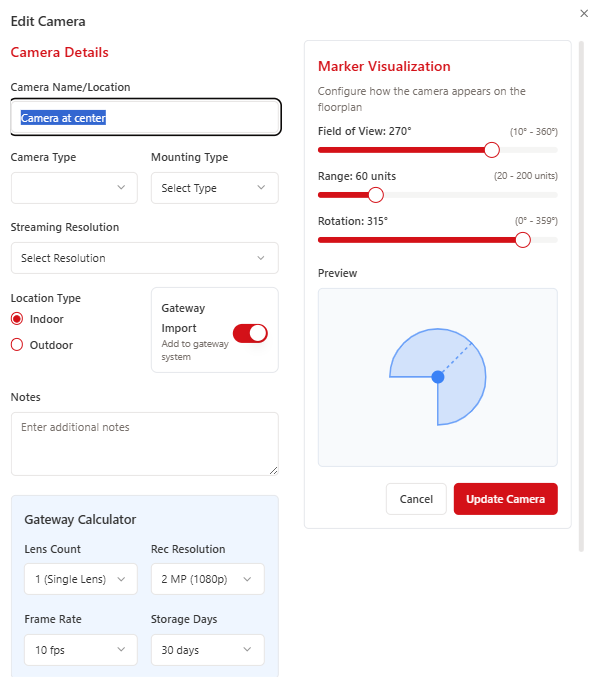 Edit Camera
Camera Details
Camera Name/Location
Camera at center
Camera Type
Mounting Type
Select Type
Streaming Resolution
Select Resolution
Location Type
Indoor
Outdoor
Gateway
Import
Add to gateway
system
Notes
Enter additional notes
Gateway Calculator
Lens Count
Rec Resolution
1 (Single Lens)
2 MP (1080p)
Frame Rate
Storage Days
10 fps
30 days
Marker Visualization
Configure how the camera appears on the
floorplan
Field of View: 270°
(10° - 360°)
Range: 60 units
(20 - 200 units)
Rotation: 315°
(0° - 359°)
Preview
Cancel
Update Camera